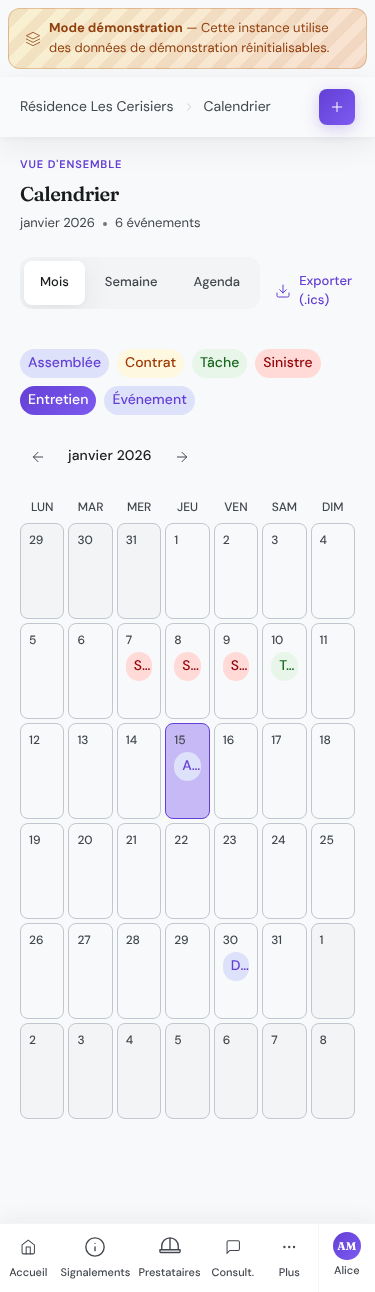 Mode démonstration — Cette instance utilise
des données de démonstration réinitialisables.
Résidence Les Cerisiers > Calendrier +
VUE D'ENSEMBLE
Calendrier
janvier 2026 • 6 événements
Mois Semaine Agenda
Exporter
(.ics)
Assemblée Contrat Tâche Sinistre
Entretien Événement
← janvier 2026 →
LUN MAR MER JEU VEN SAM DIM
29 30 31 1 2 3 4
5 6 7 8 9 10 11
S... S... S... T...
12 13 14 15 16 17 18
A...
19 20 21 22 23 24 25
26 27 28 29 30 31 1
D...
2 3 4 5 6 7 8
AM
Accueil Signalements Prestataires Consult. Plus Alice